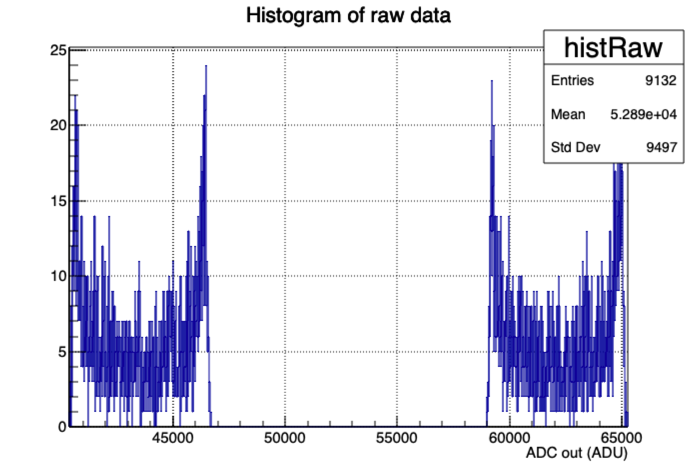 Histogram of raw data
histRaw
Entries 9132
Mean 5.289e+04
Std Dev 9497
25
20
15
10
5
0
45000 50000 55000 60000 65000
ADC out (ADU)